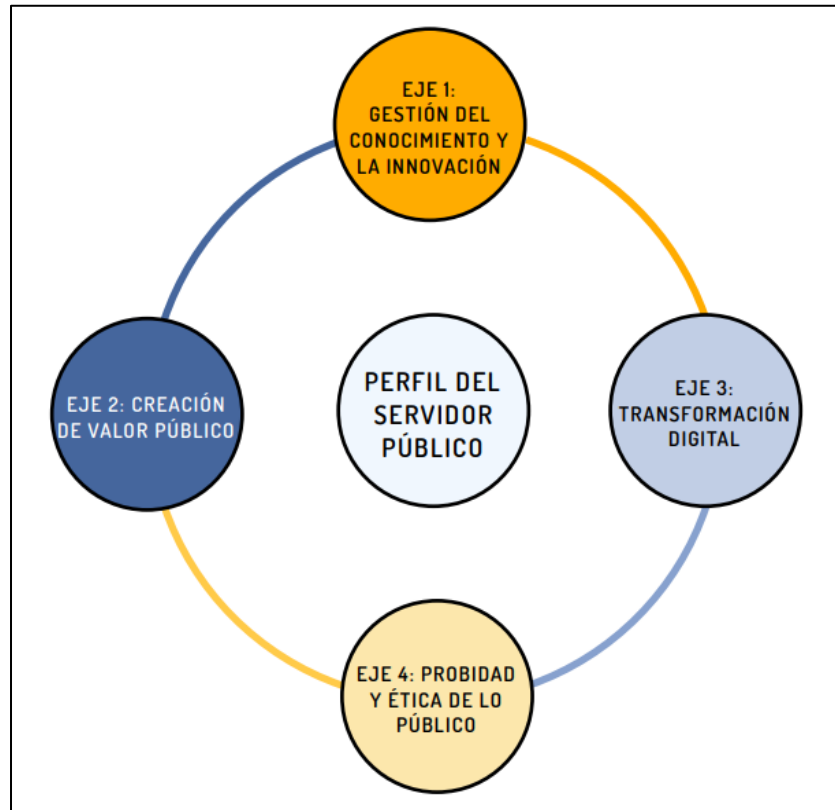 EJE 1:
GESTIÓN DEL
CONOCIMIENTO Y
LA INNOVACIÓN
EJE 2: CREACIÓN
DE VALOR PÚBLICO
PERFIL DEL
SERVIDOR
PÚBLICO
EJE 3:
TRANSFORMACIÓN
DIGITAL
EJE 4: PROBIDAD
Y ÉTICA DE LO
PÚBLICO